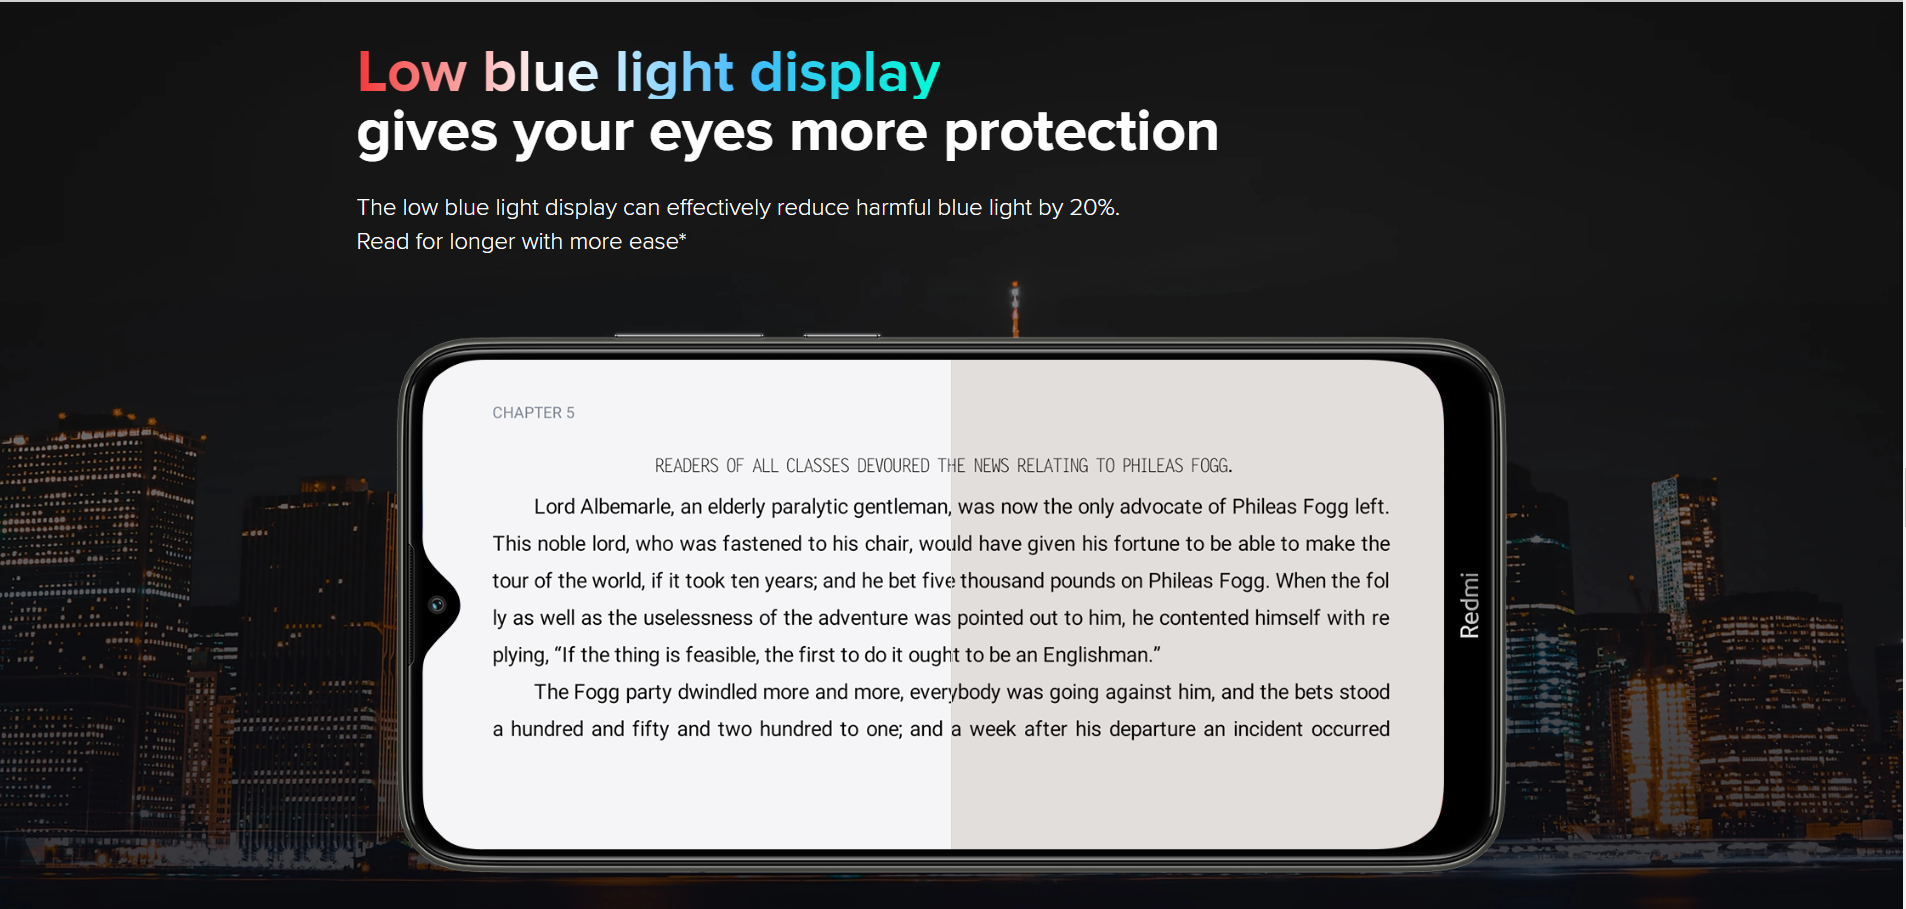 Low blue light display
gives your eyes more protection
The low blue light display can effectively reduce harmful blue light by 20%.
Read for longer with more ease*
CHAPTER 5
READERS OF ALL CLASSES DEVOURED THE NEWS RELATING TO PHILEAS FOGG.
Lord Albemarle, an elderly paralytic gentleman, was now the only advocate of Phileas Fogg left.
This noble lord, who was fastened to his chair, would have given his fortune to be able to make the
tour of the world, if it took ten years; and he bet five thousand pounds on Phileas Fogg. When the fol
ly as well as the uselessness of the adventure was pointed out to him, he contented himself with re
plying, “If the thing is feasible, the first to do it ought to be an Englishman.”
The Fogg party dwindled more and more, everybody was going against him, and the bets stood
a hundred and fifty and two hundred to one; and a week after his departure an incident occurred
Redmi